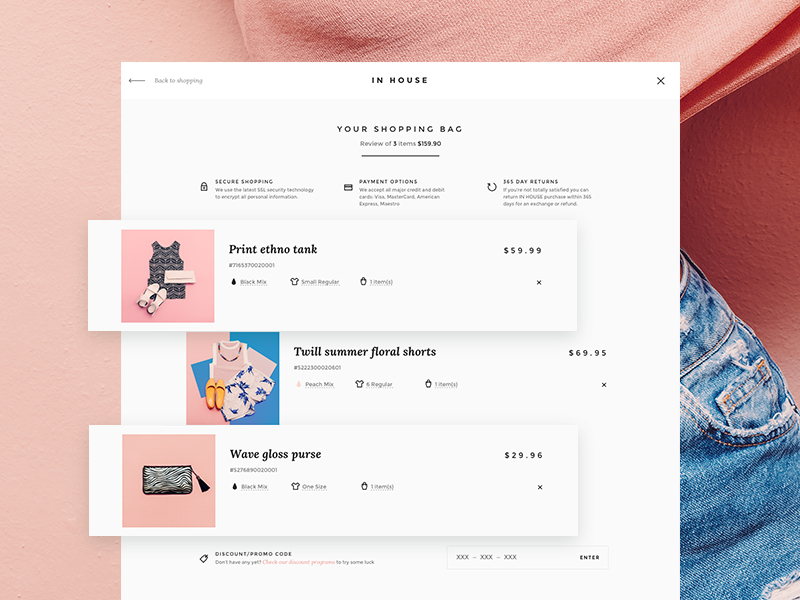 Back to shopping
IN HOUSE
YOUR SHOPPING BAG
Review of 3 items $159.90
SECURE SHOPPING
We use the latest SSL security technology
to encrypt all personal information.
PAYMENT OPTIONS
We accept all major credit and debit
cards: Visa, MasterCard, American
Express, Maestro
365 DAY RETURNS
If you're not totally satisfied you can
return IN HOUSE purchase within 365
days for an exchange or refund.
Print ethno tank
$59.99
#7165370020001
Black Mix
Small Regular
1 item(s)
Twill summer floral shorts
$69.95
#5222300020601
Peach Mix
6 Regular
1 item(s)
Wave gloss purse
$29.96
#5276890020001
Black Mix
One Size
1 item(s)
DISCOUNT/PROMO CODE
Don't have any yet? Check our discount programs to try some luck
XXX – XXX – XXX
ENTER